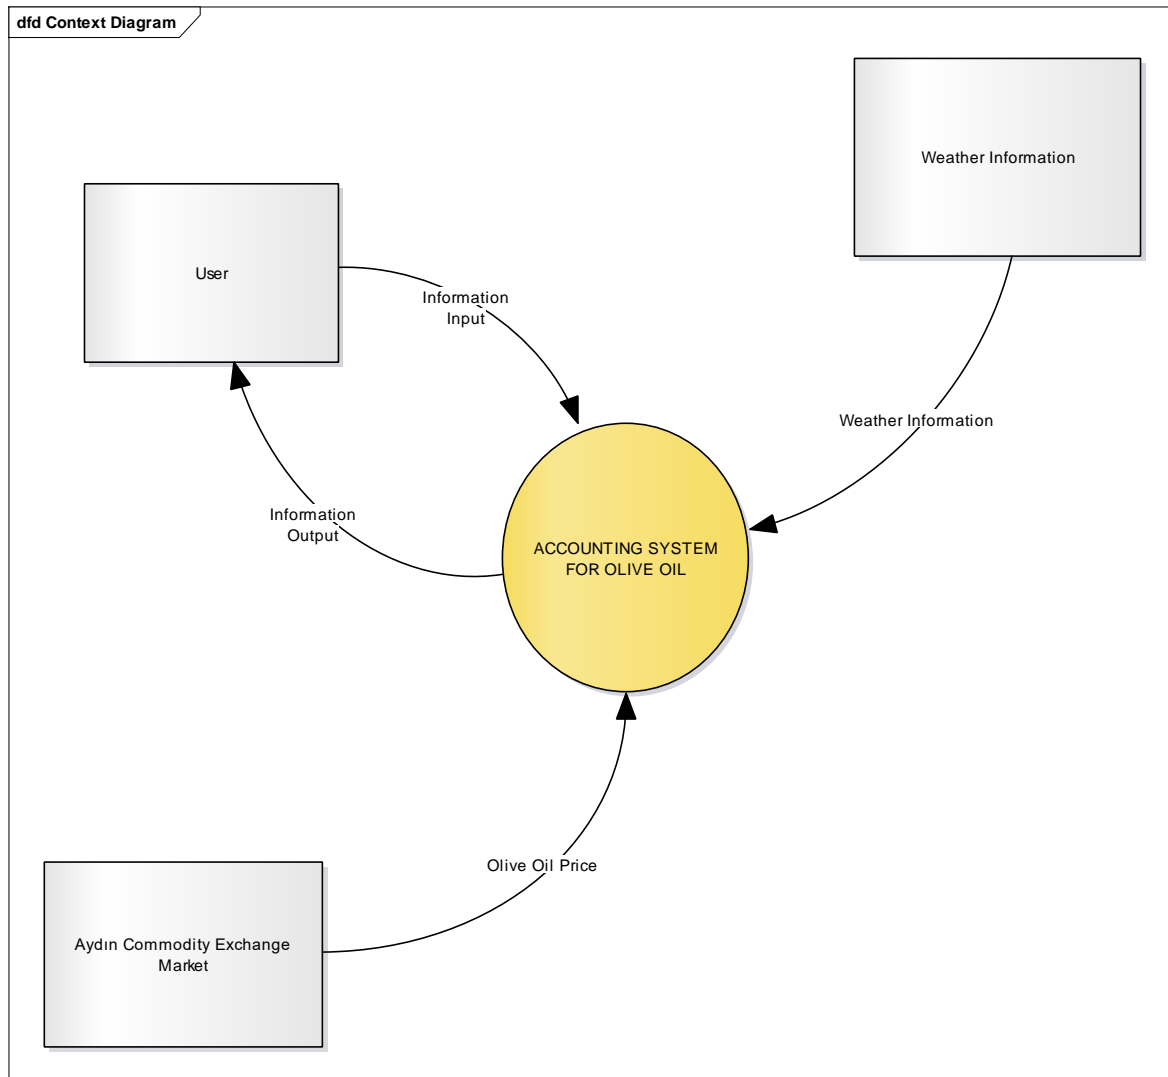 dfd Context Diagram
Weather Information
User
Information
Input
Weather Information
Information
Output
ACCOUNTING SYSTEM
FOR OLIVE OIL
Olive Oil Price
Aydın Commodity Exchange
Market